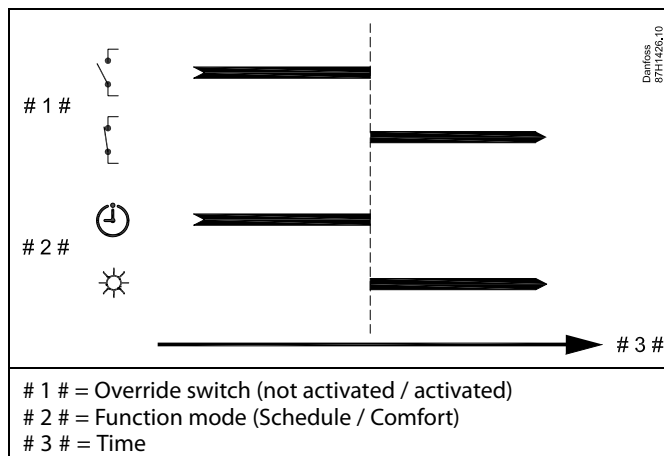 Danfoss
87H1426.10
# 1 #
# 2 #
# 3 #
# 1 # = Override switch (not activated / activated)
# 2 # = Function mode (Schedule / Comfort)
# 3 # = Time